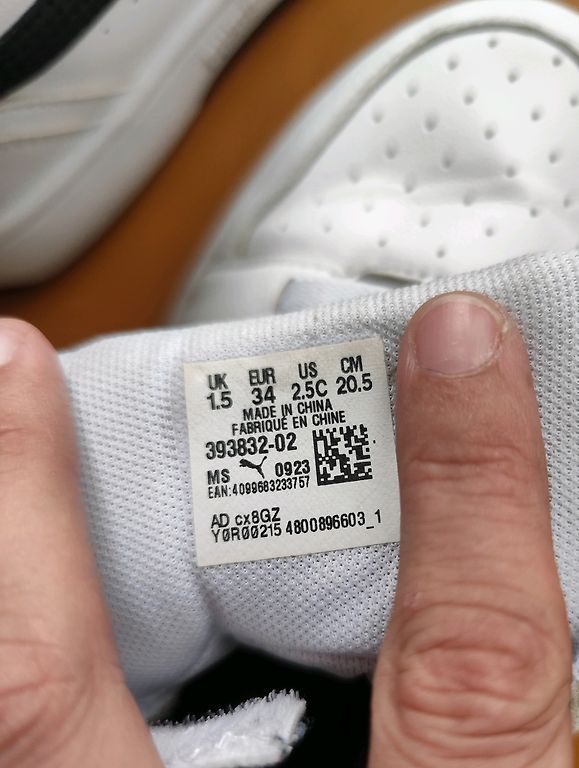 UK EUR US CM
1.5 34 2.5C 20.5
MADE IN CHINA
FABRIQUÉ EN CHINE
393832-02
MS 0923
EAN:4099683233757
AD cx8GZ
Y0R00215 4800896603_1